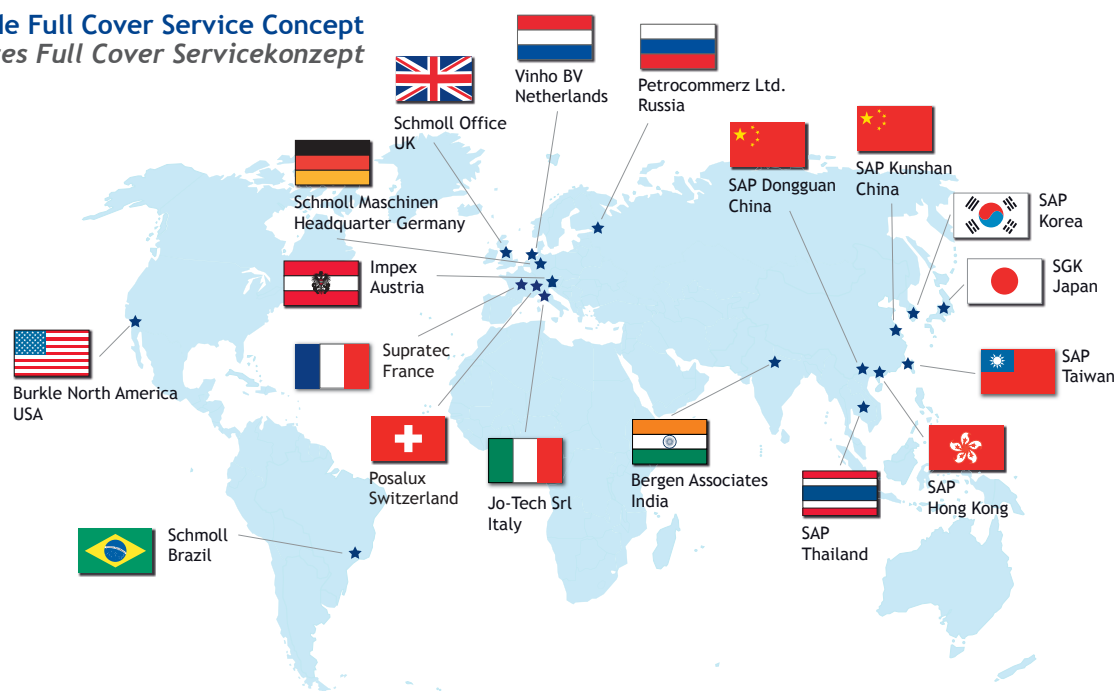 Full Cover Service Concept
Full Cover Servicekonzept
Vinho BV
Netherlands
Petrocommerz Ltd.
Russia
Schmoll Office
UK
SAP Dongguan
China
SAP Kunshan
China
Schmoll Maschinen
Headquarter Germany
SAP
Korea
Impex
Austria
SGK
Japan
Supratec
France
SAP
Taiwan
Burkle North America
USA
Posalux
Switzerland
Jo-Tech Srl
Italy
Bergen Associates
India
SAP
Hong Kong
SAP
Thailand
Schmoll
Brazil